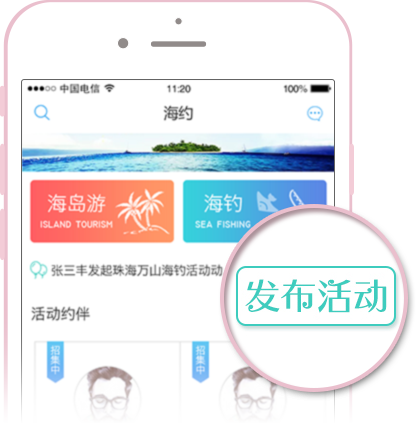 中国电信 11:20 100%
海约
海岛游 海钓
ISLAND TOURISM SEA FISHING
张三丰发起珠海万山海钓活动动
发布活动
活动约伴
招集中 招集中